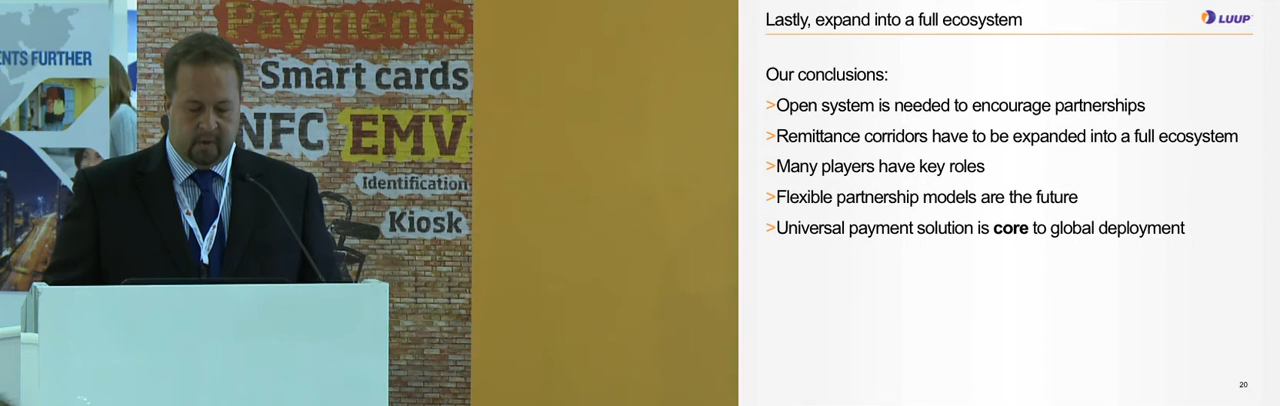 ENTS FURTHER
Payments
Smart cards
NFC EMV
Identification
Kiosk
Lastly, expand into a full ecosystem
LUUP
Our conclusions:
>Open system is needed to encourage partnerships
>Remittance corridors have to be expanded into a full ecosystem
>Many players have key roles
>Flexible partnership models are the future
>Universal payment solution is core to global deployment
20